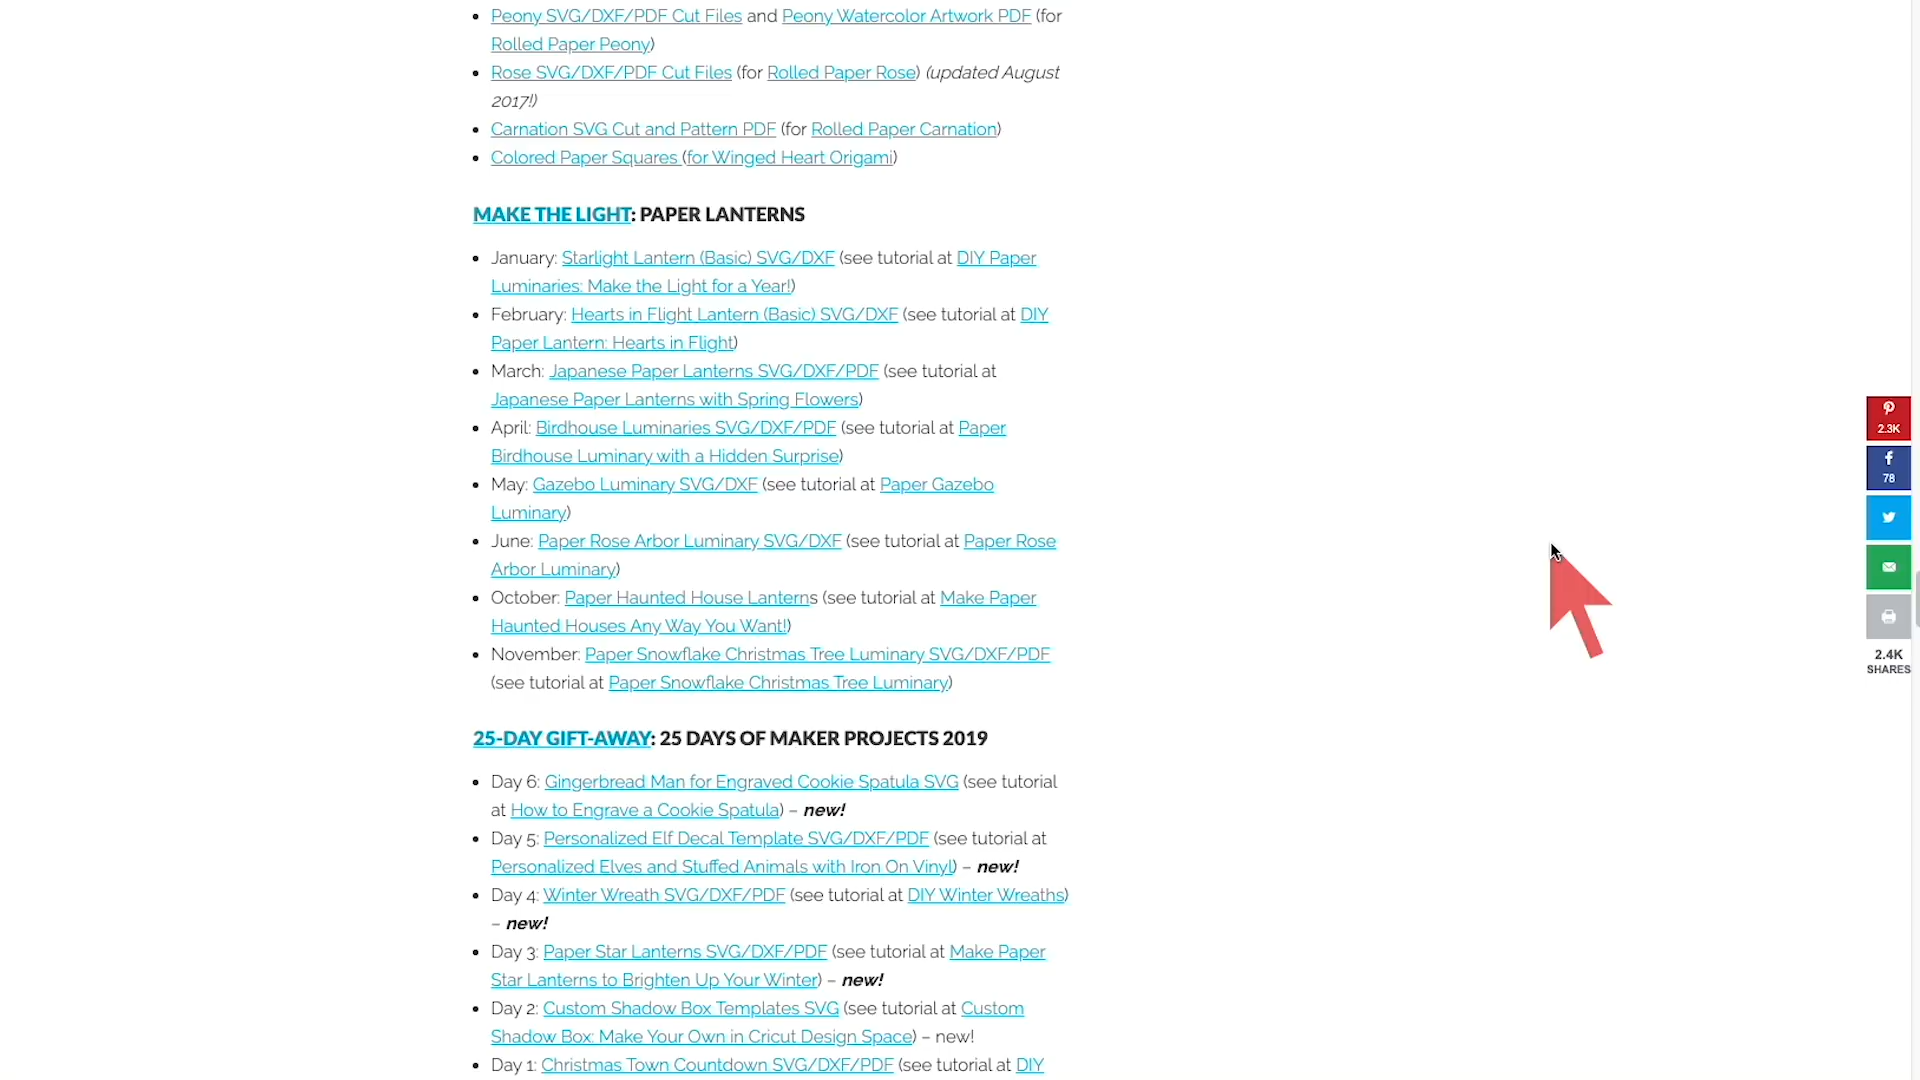 Peony SVG/DXF/PDF Cut Files and Peony Watercolor Artwork PDF (for
Rolled Paper Peony)
Rose SVG/DXF/PDF Cut Files (for Rolled Paper Rose) (updated August
2017!)
Carnation SVG Cut and Pattern PDF (for Rolled Paper Carnation)
Colored Paper Squares (for Winged Heart Origami)
MAKE THE LIGHT: PAPER LANTERNS
January: Starlight Lantern (Basic) SVG/DXF (see tutorial at DIY Paper
Luminaries: Make the Light for a Year!)
February: Hearts in Flight Lantern (Basic) SVG/DXF (see tutorial at DIY
Paper Lantern: Hearts in Flight)
March: Japanese Paper Lanterns SVG/DXF/PDF (see tutorial at
Japanese Paper Lanterns with Spring Flowers)
April: Birdhouse Luminaries SVG/DXF/PDF (see tutorial at Paper
Birdhouse Luminary with a Hidden Surprise)
May: Gazebo Luminary SVG/DXF (see tutorial at Paper Gazebo
Luminary)
June: Paper Rose Arbor Luminary SVG/DXF (see tutorial at Paper Rose
Arbor Luminary)
October: Paper Haunted House Lanterns (see tutorial at Make Paper
Haunted Houses Any Way You Want!)
November: Paper Snowflake Christmas Tree Luminary SVG/DXF/PDF
(see tutorial at Paper Snowflake Christmas Tree Luminary)
25-DAY GIFT-AWAY: 25 DAYS OF MAKER PROJECTS 2019
Day 6: Gingerbread Man for Engraved Cookie Spatula SVG (see tutorial
at How to Engrave a Cookie Spatula) – new!
Day 5: Personalized Elf Decal Template SVG/DXF/PDF (see tutorial at
Personalized Elves and Stuffed Animals with Iron On Vinyl) – new!
Day 4: Winter Wreath SVG/DXF/PDF (see tutorial at DIY Winter Wreaths)
– new!
Day 3: Paper Star Lanterns SVG/DXF/PDF (see tutorial at Make Paper
Star Lanterns to Brighten Up Your Winter) – new!
Day 2: Custom Shadow Box Templates SVG (see tutorial at Custom
Shadow Box: Make Your Own in Cricut Design Space) – new!
Day 1: Christmas Town Countdown SVG/DXF/PDF (see tutorial at DIY
2.3K
78
2.4K
SHARES